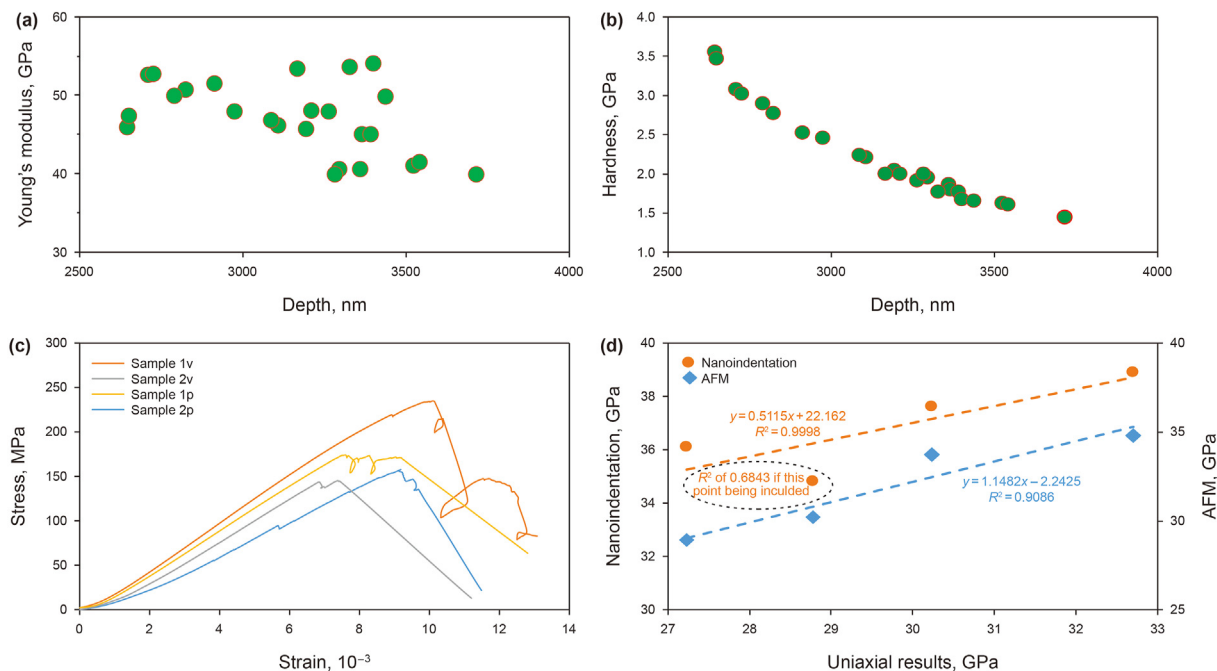 (a)
60
50
40
30
2500
3000
3500
4000
Young's modulus, GPa
Depth, nm
(b)
4.0
3.5
3.0
2.5
2.0
1.5
1.0
2500
3000
3500
4000
Hardness, GPa
Depth, nm
(c)
300
250
200
150
100
50
0
0
2
4
6
8
10
12
14
Stress, MPa
Strain, 10⁻³
Sample 1v
Sample 2v
Sample 1p
Sample 2p
(d)
40
38
36
34
32
30
27
28
29
30
31
32
33
40
35
30
25
Nanoindentation, GPa
AFM, GPa
Uniaxial results, GPa
Nanoindentation
AFM
y = 0.5115x + 22.162
R² = 0.9998
R² of 0.6843 if this
point being inculded
y = 1.1482x − 2.2425
R² = 0.9086